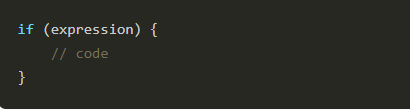 if (expression) {
    // code
}